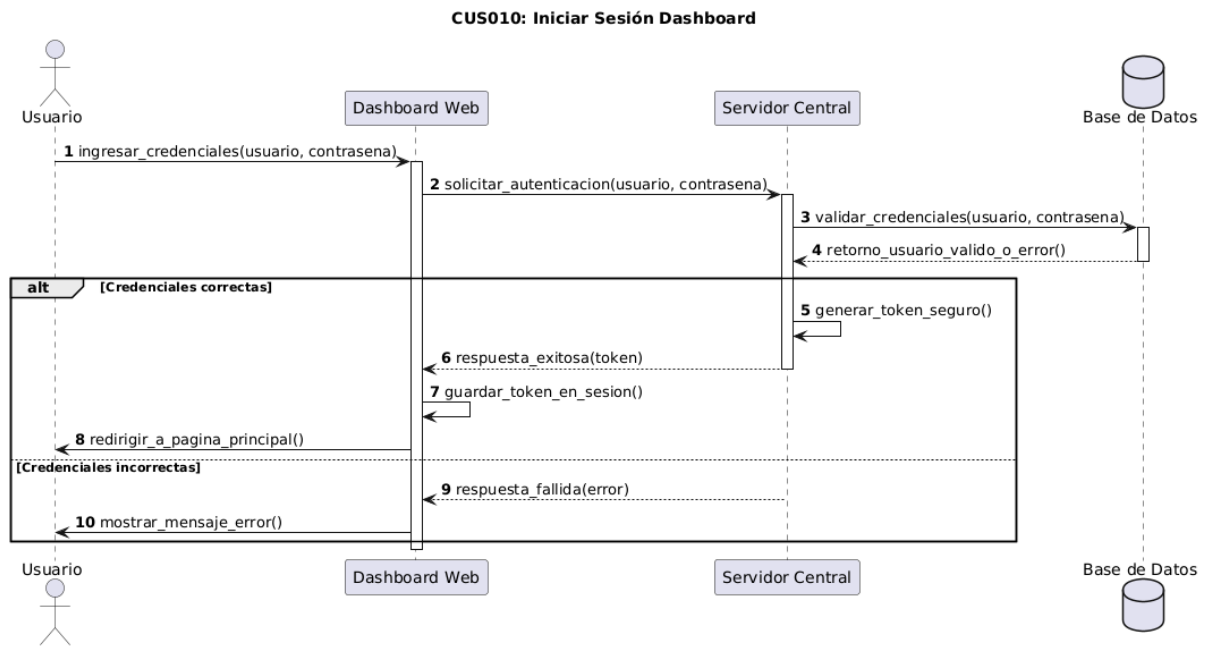 CUS010: Iniciar Sesión Dashboard
Usuario
Dashboard Web
Servidor Central
Base de Datos
1 ingresar_credenciales(usuario, contrasena)
2 solicitar_autenticacion(usuario, contrasena)
3 validar_credenciales(usuario, contrasena)
4 retorno_usuario_valido_o_error()
alt [Credenciales correctas]
5 generar_token_seguro()
6 respuesta_exitosa(token)
7 guardar_token_en_sesion()
8 redirigir_a_pagina_principal()
[Credenciales incorrectas]
9 respuesta_fallida(error)
10 mostrar_mensaje_error()
Usuario
Dashboard Web
Servidor Central
Base de Datos